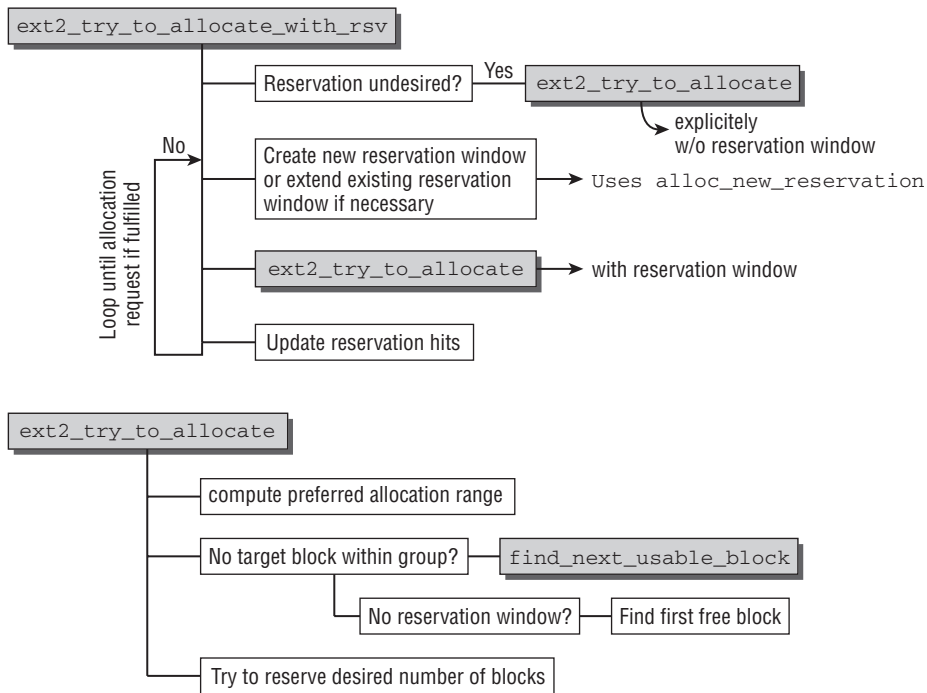 ext2_try_to_allocate_with_rsv
Reservation undesired?
Yes
ext2_try_to_allocate
explicitely
w/o reservation window
No
Loop until allocation
request if fulfilled
Create new reservation window
or extend existing reservation
window if necessary
Uses alloc_new_reservation
ext2_try_to_allocate
with reservation window
Update reservation hits
ext2_try_to_allocate
compute preferred allocation range
No target block within group?
find_next_usable_block
No reservation window?
Find first free block
Try to reserve desired number of blocks